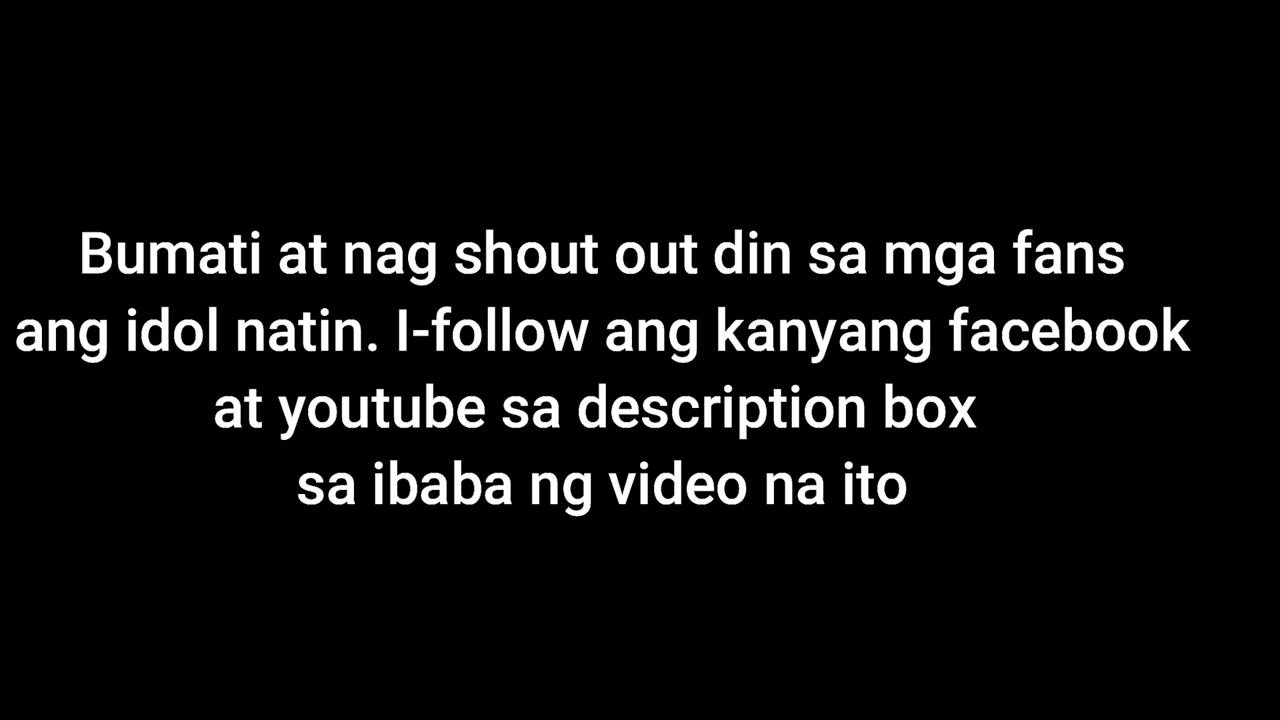 Bumati at nag shout out din sa mga fans
ang idol natin. I-follow ang kanyang facebook
at youtube sa description box
sa ibaba ng video na ito